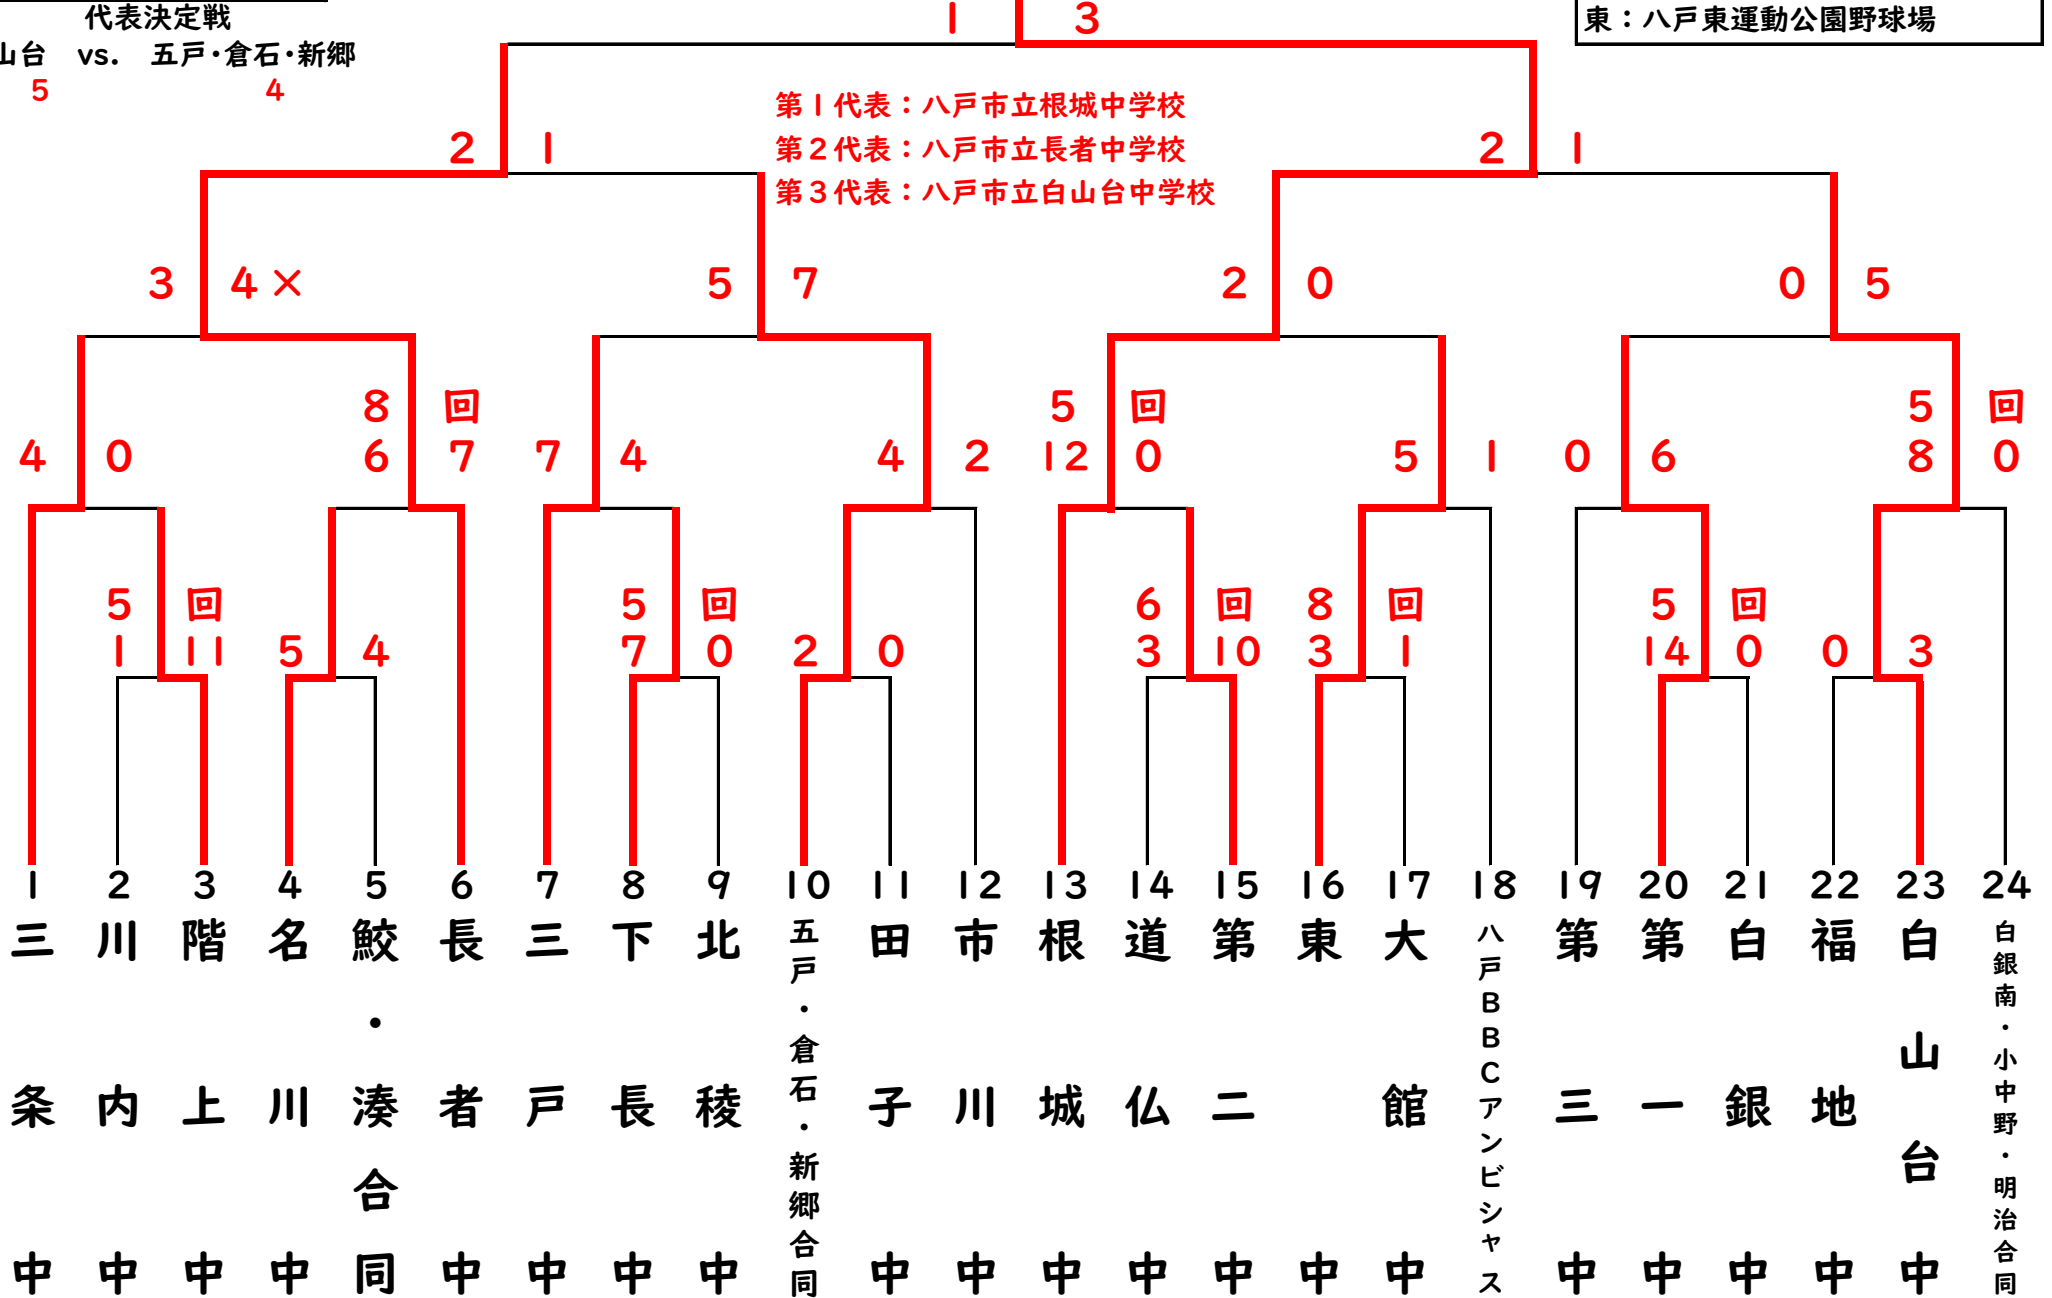 代表決定戦
山台　vs.　五戸・倉石・新郷
5　4
1　3
東：八戸東運動公園野球場
第１代表：八戸市立根城中学校
第２代表：八戸市立長者中学校
第３代表：八戸市立白山台中学校
2　1　2　1
3　4×　5　7　2　0　0　5
8　回　5　回　5　回
4　0　6　7　7　4　4　2　12　0　5　1　0　6　8　0
5　回　5　回　6　回　8　回　5　回
1　11　5　4　7　0　2　0　3　10　3　1　14　0　0　3
1　2　3　4　5　6　7　8　9　10　11　12　13　14　15　16　17　18　19　20　21　22　23　24
三条中
川内中
階上中
名川中
鮫・湊合同
長者中
三戸中
下長中
北稜中
五戸・倉石・新郷合同
田子中
市川中
根城中
道仏中
第二中
東中
大館中
八戸ＢＢＣアンビシャス
第三中
第一中
白銀中
福地中
白山台中
白銀南・小中野・明治合同